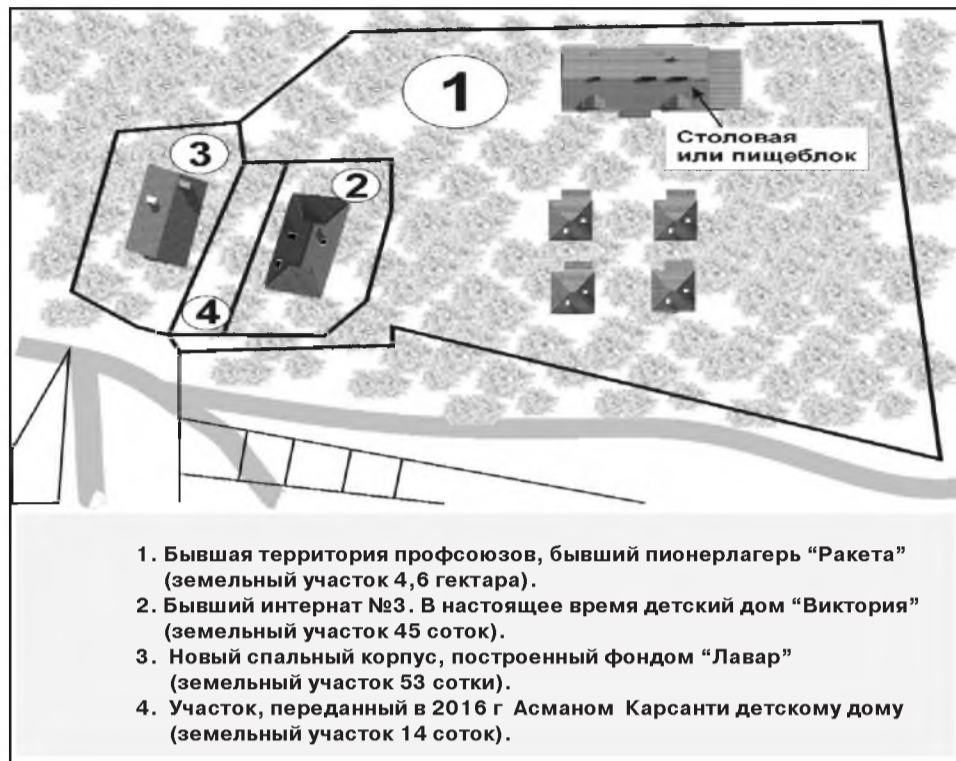 1
Столовая
или пищеблок
3
2
4
1. Бывшая территория профсоюзов, бывший пионерлагерь “Ракета”
(земельный участок 4,6 гектара).
2. Бывший интернат №3. В настоящее время детский дом “Виктория”
(земельный участок 45 соток).
3. Новый спальный корпус, построенный фондом “Лавар”
(земельный участок 53 сотки).
4. Участок, переданный в 2016 г Асманом Карсанти детскому дому
(земельный участок 14 соток).